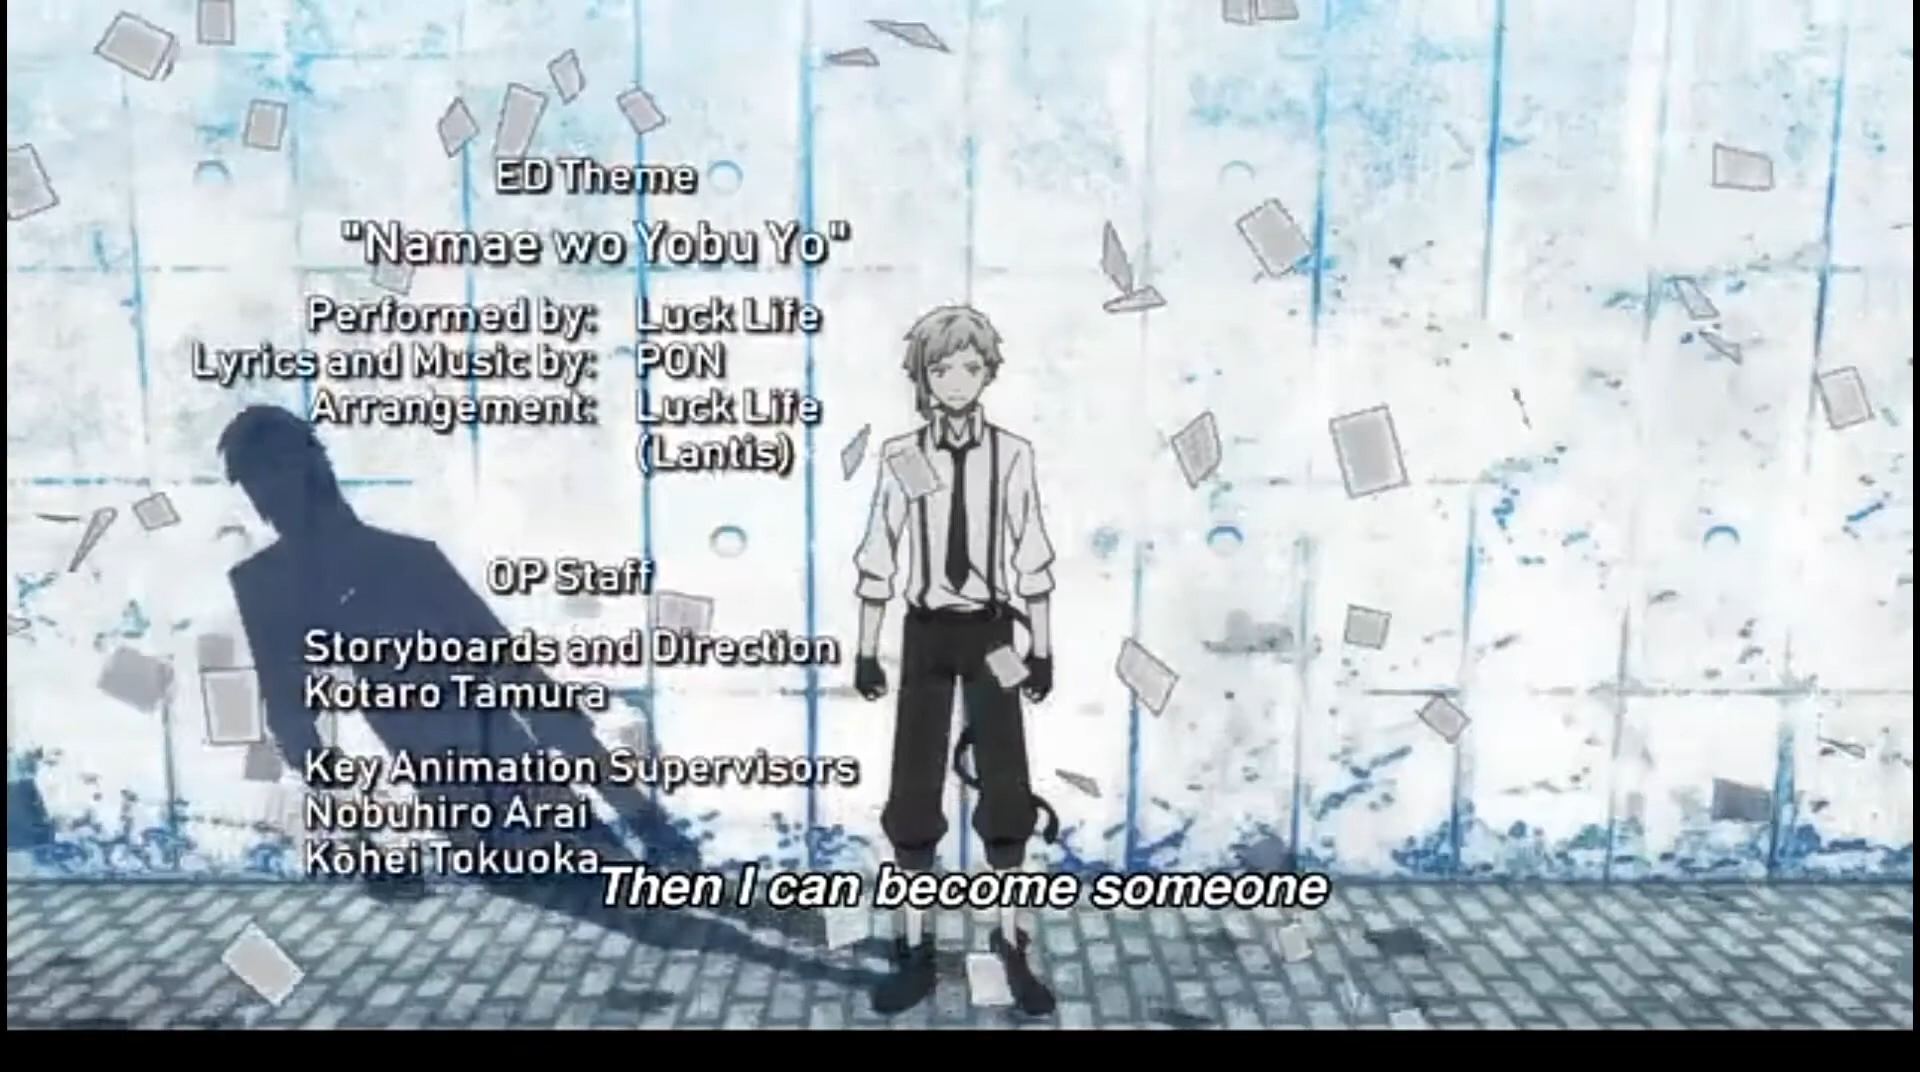 ED Theme
"Namae wo Yobu Yo"
Performed by: Luck Life
Lyrics and Music by: PON
Arrangement: Luck Life
(Lantis)
OP Staff
Storyboards and Direction
Kotaro Tamura
Key Animation Supervisors
Nobuhiro Arai
Kōhei Tokuoka
Then I can become someone